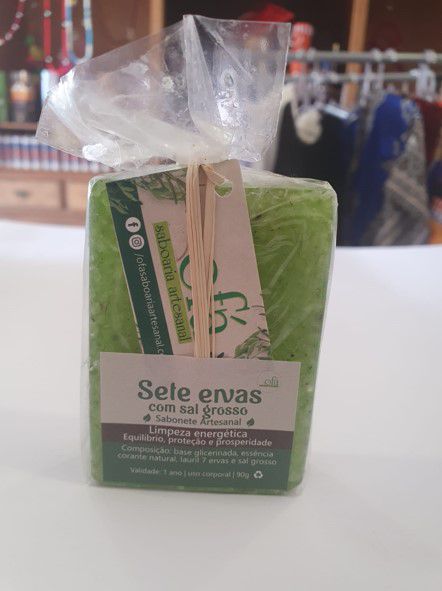 /ofasaboariaartesanal.c
saboaria artesanal
ofá
Sete ervas
com sal grosso
Sabonete Artesanal
Limpeza energética
Equilíbrio, proteção e prosperidade
Composição: base glicerinada, essência
corante natural, lauril 7 ervas e sal grosso
Validade: 1 ano | uso corporal | 90g